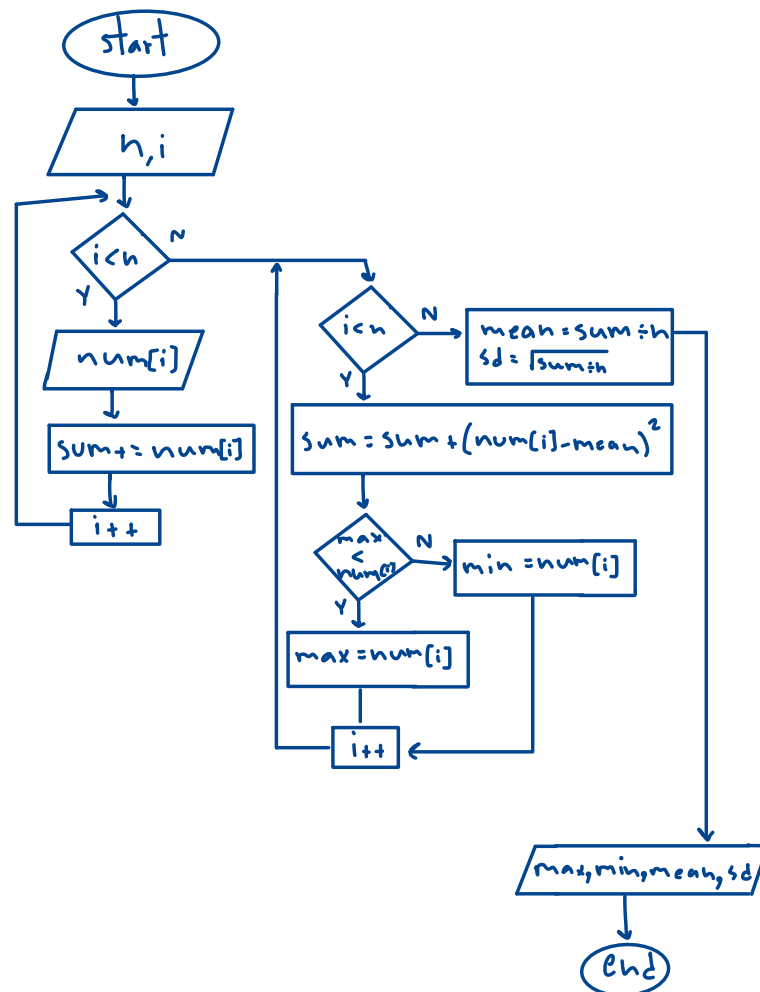 start
n,i
i<n
N
Y
num[i]
sum+=num[i]
i++
i<n
N
Y
mean=sum÷n
sd=√sum÷n
sum=sum+(num[i]-mean)²
max
<
num[i]
N
Y
min=num[i]
max=num[i]
i++
max,min,mean,sd
end